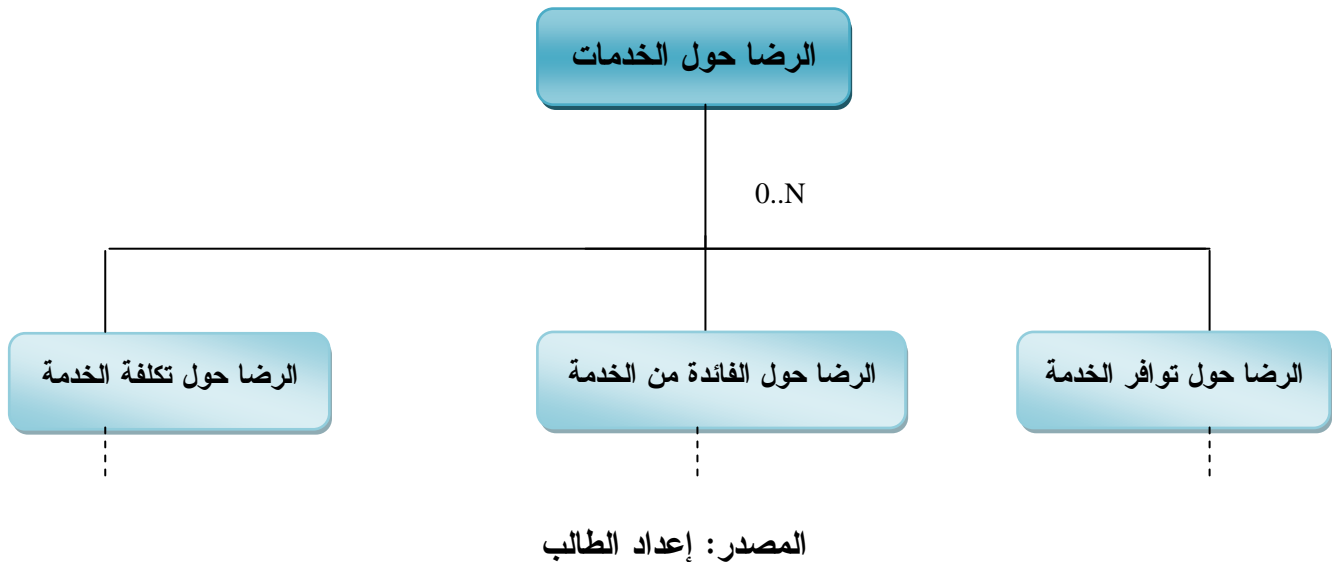 الرضا حول الخدمات
0..N
الرضا حول توافر الخدمة
الرضا حول الفائدة من الخدمة
الرضا حول تكلفة الخدمة
المصدر: إعداد الطالب